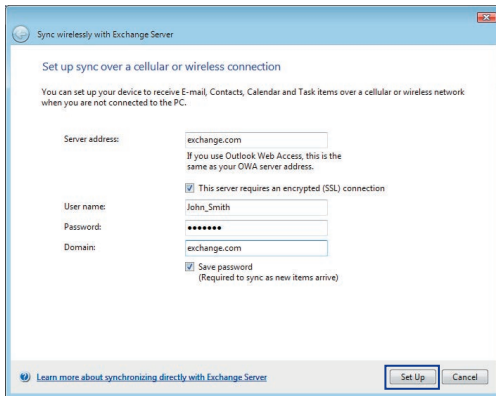 Sync wirelessly with Exchange Server
Set up sync over a cellular or wireless connection
You can set up your device to receive E-mail, Contacts, Calendar and Task items over a cellular or wireless network
when you are not connected to the PC.
Server address: exchange.com
If you use Outlook Web Access, this is the
same as your OWA server address.
This server requires an encrypted (SSL) connection
User name: John_Smith
Password: •••••••
Domain: exchange.com
Save password
(Required to sync as new items arrive)
Learn more about synchronizing directly with Exchange Server Set Up Cancel